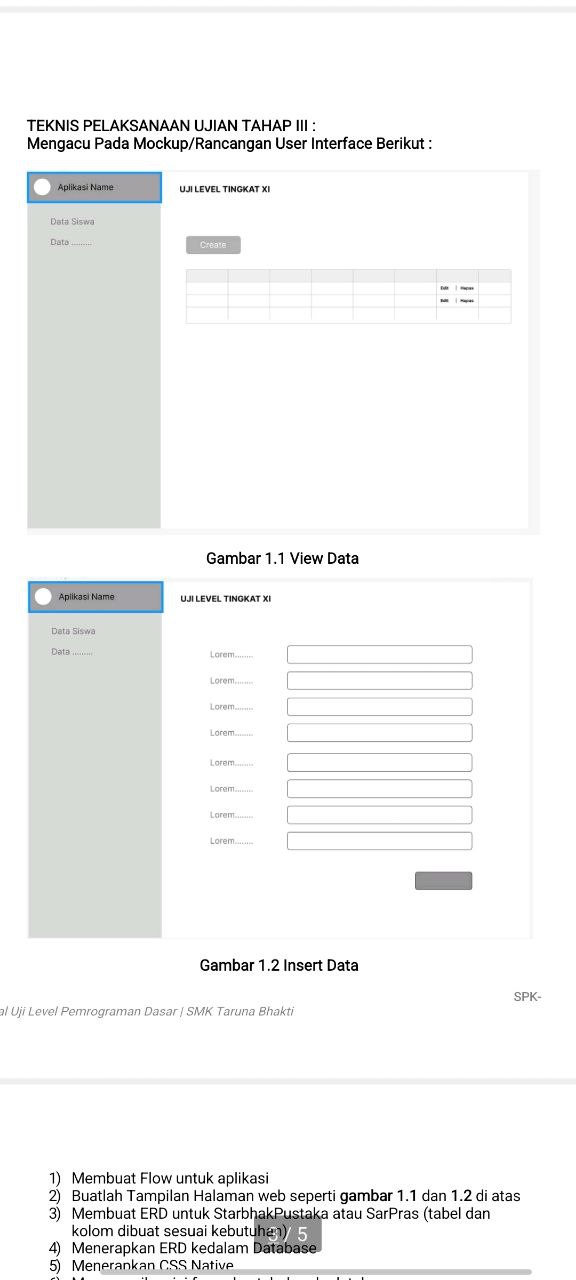 TEKNIS PELAKSANAAN UJIAN TAHAP III :
Mengacu Pada Mockup/Rancangan User Interface Berikut :
Aplikasi Name
UJI LEVEL TINGKAT XI
Data Siswa
Data .........
Create
Edit | Hapus
Edit | Hapus
Gambar 1.1 View Data
Aplikasi Name
UJI LEVEL TINGKAT XI
Data Siswa
Data .........
Lorem........
Lorem........
Lorem........
Lorem........
Lorem........
Lorem........
Lorem........
Lorem........
Gambar 1.2 Insert Data
SPK-
al Uji Level Pemrograman Dasar | SMK Taruna Bhakti
1) Membuat Flow untuk aplikasi
2) Buatlah Tampilan Halaman web seperti gambar 1.1 dan 1.2 di atas
3) Membuat ERD untuk StarbhakPustaka atau SarPras (tabel dan
kolom dibuat sesuai kebutuhan)
3 / 5
4) Menerapkan ERD kedalam Database
5) Menerapkan CSS Native